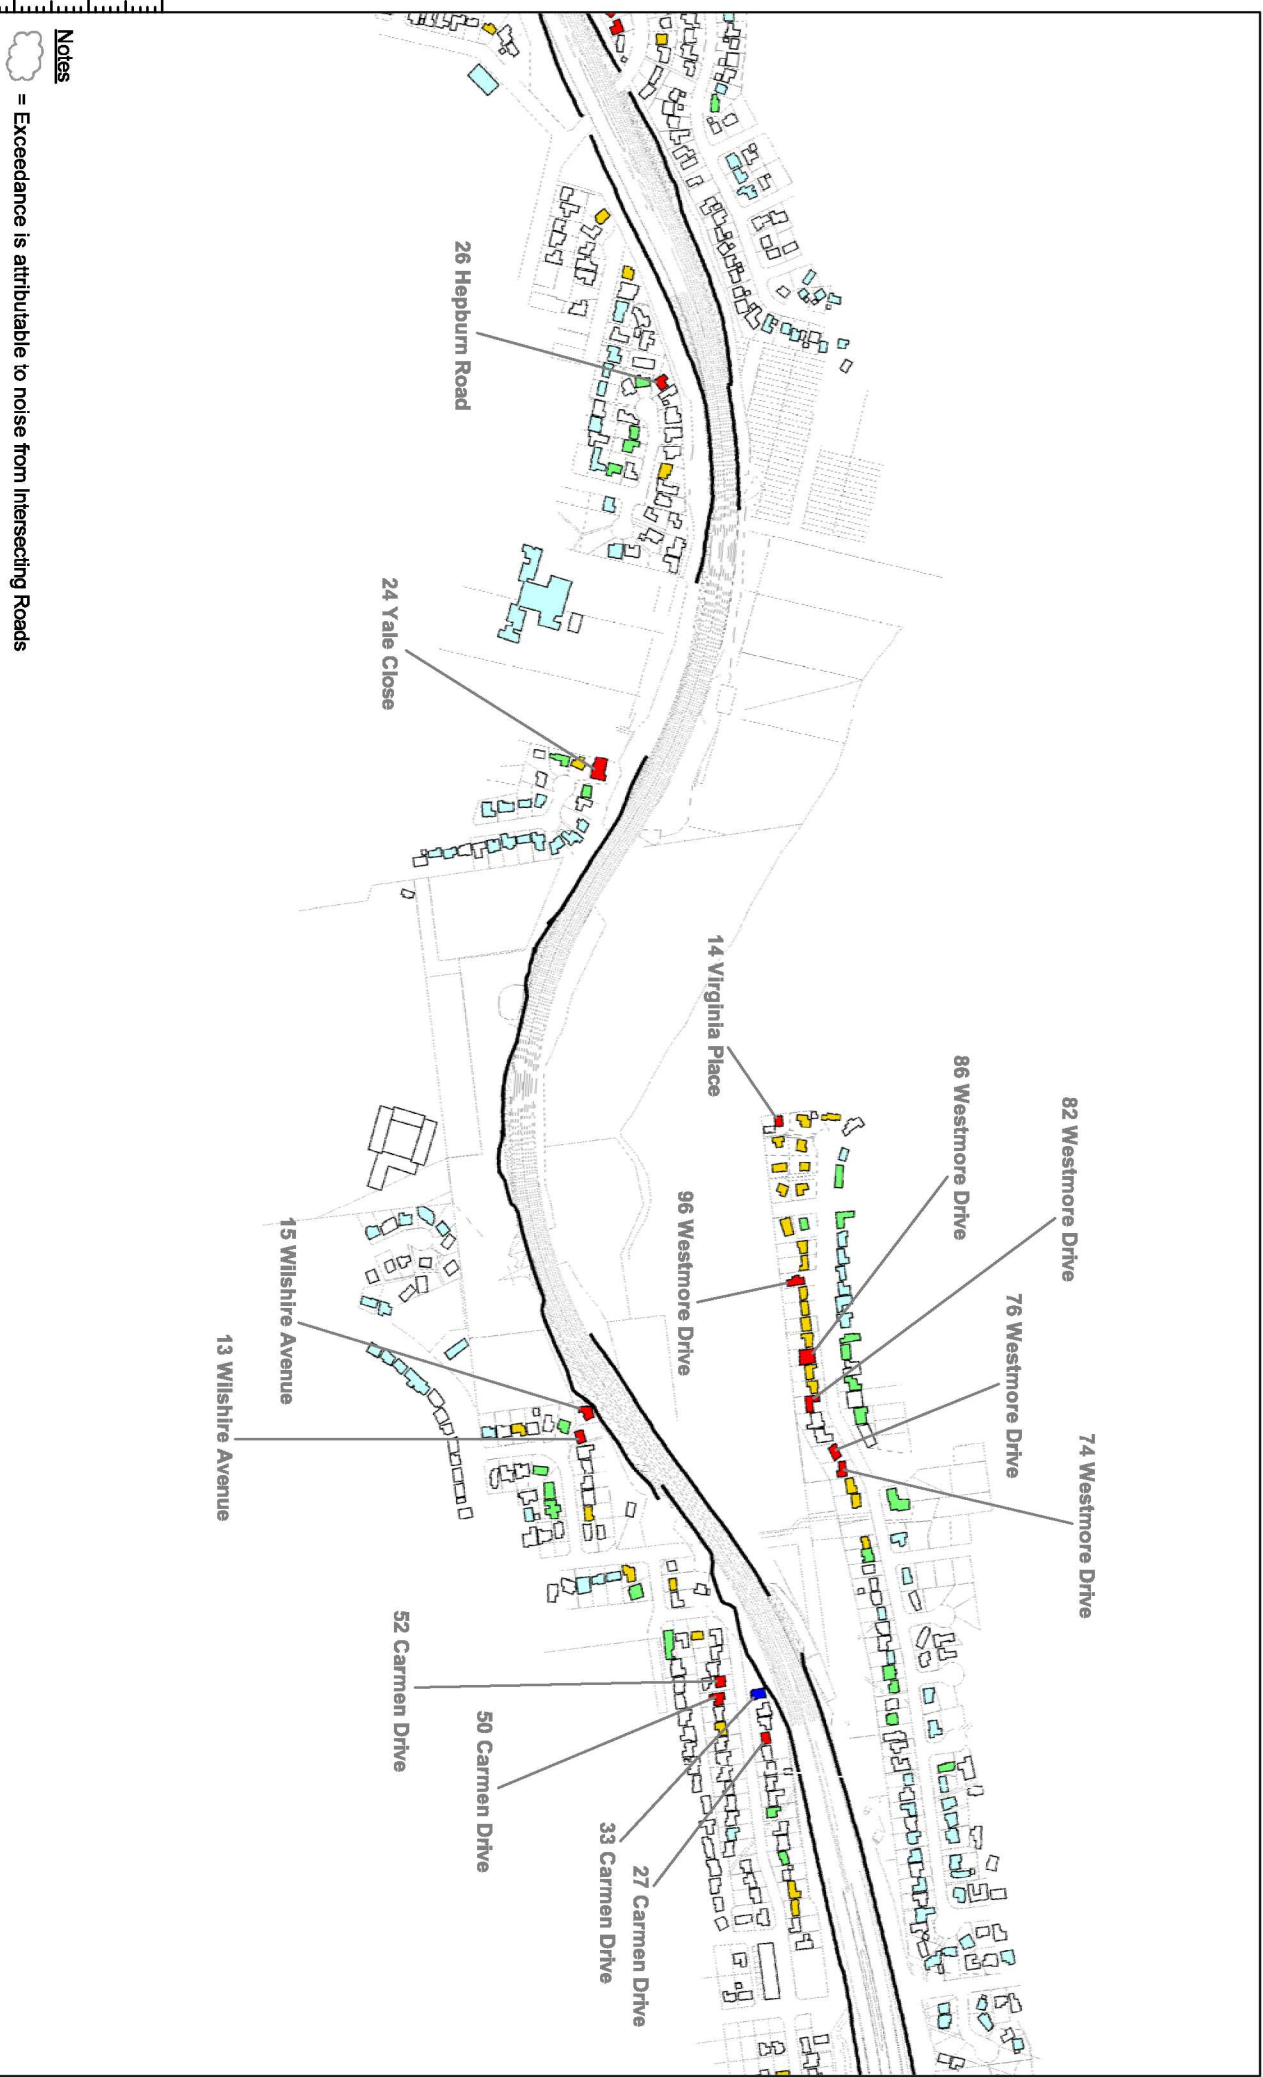 82 Westmore Drive
74 Westmore Drive
76 Westmore Drive
86 Westmore Drive
14 Virginia Place
96 Westmore Drive
27 Carmen Drive
33 Carmen Drive
50 Carmen Drive
26 Hepburn Road
52 Carmen Drive
24 Yale Close
15 Wilshire Avenue
13 Wilshire Avenue
Notes
= Exceedance is attributable to noise from Intersecting Roads